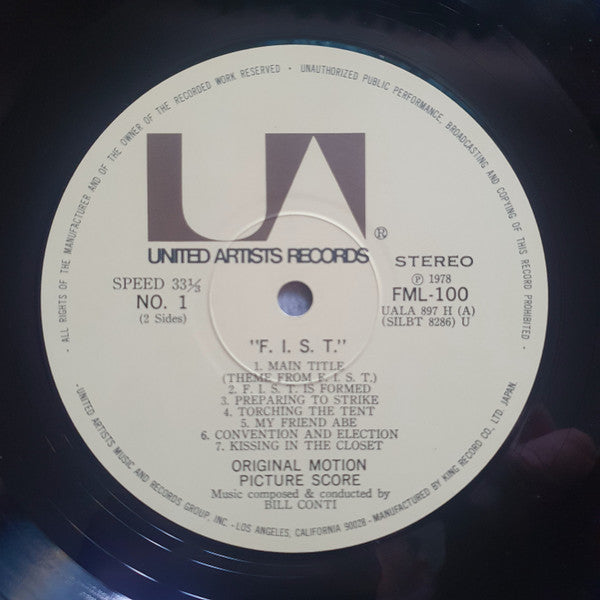 · ALL RIGHTS OF THE MANUFACTURER AND OF THE OWNER OF THE RECORDED WORK RESERVED · UNAUTHORIZED PUBLIC PERFORMANCE, BROADCASTING AND COPYING OF THIS RECORD PROHIBITED ·
UA
®
UNITED ARTISTS RECORDS
STEREO
SPEED 33⅓
℗ 1978
NO. 1
FML-100
(2 Sides)
UALA 897 H (A)
(SILBT 8286) U
"F. I. S. T."
1. MAIN TITLE
(THEME FROM F. I. S. T.)
2. F. I. S. T. IS FORMED
3. PREPARING TO STRIKE
4. TORCHING THE TENT
5. MY FRIEND ABE
6. CONVENTION AND ELECTION
7. KISSING IN THE CLOSET
ORIGINAL MOTION
PICTURE SCORE
Music composed & conducted by
BILL CONTI
·UNITED ARTISTS MUSIC AND RECORDS GROUP, INC.·LOS ANGELES, CALIFORNIA 90028·MANUFACTURED BY KING RECORD CO. LTD. JAPAN.